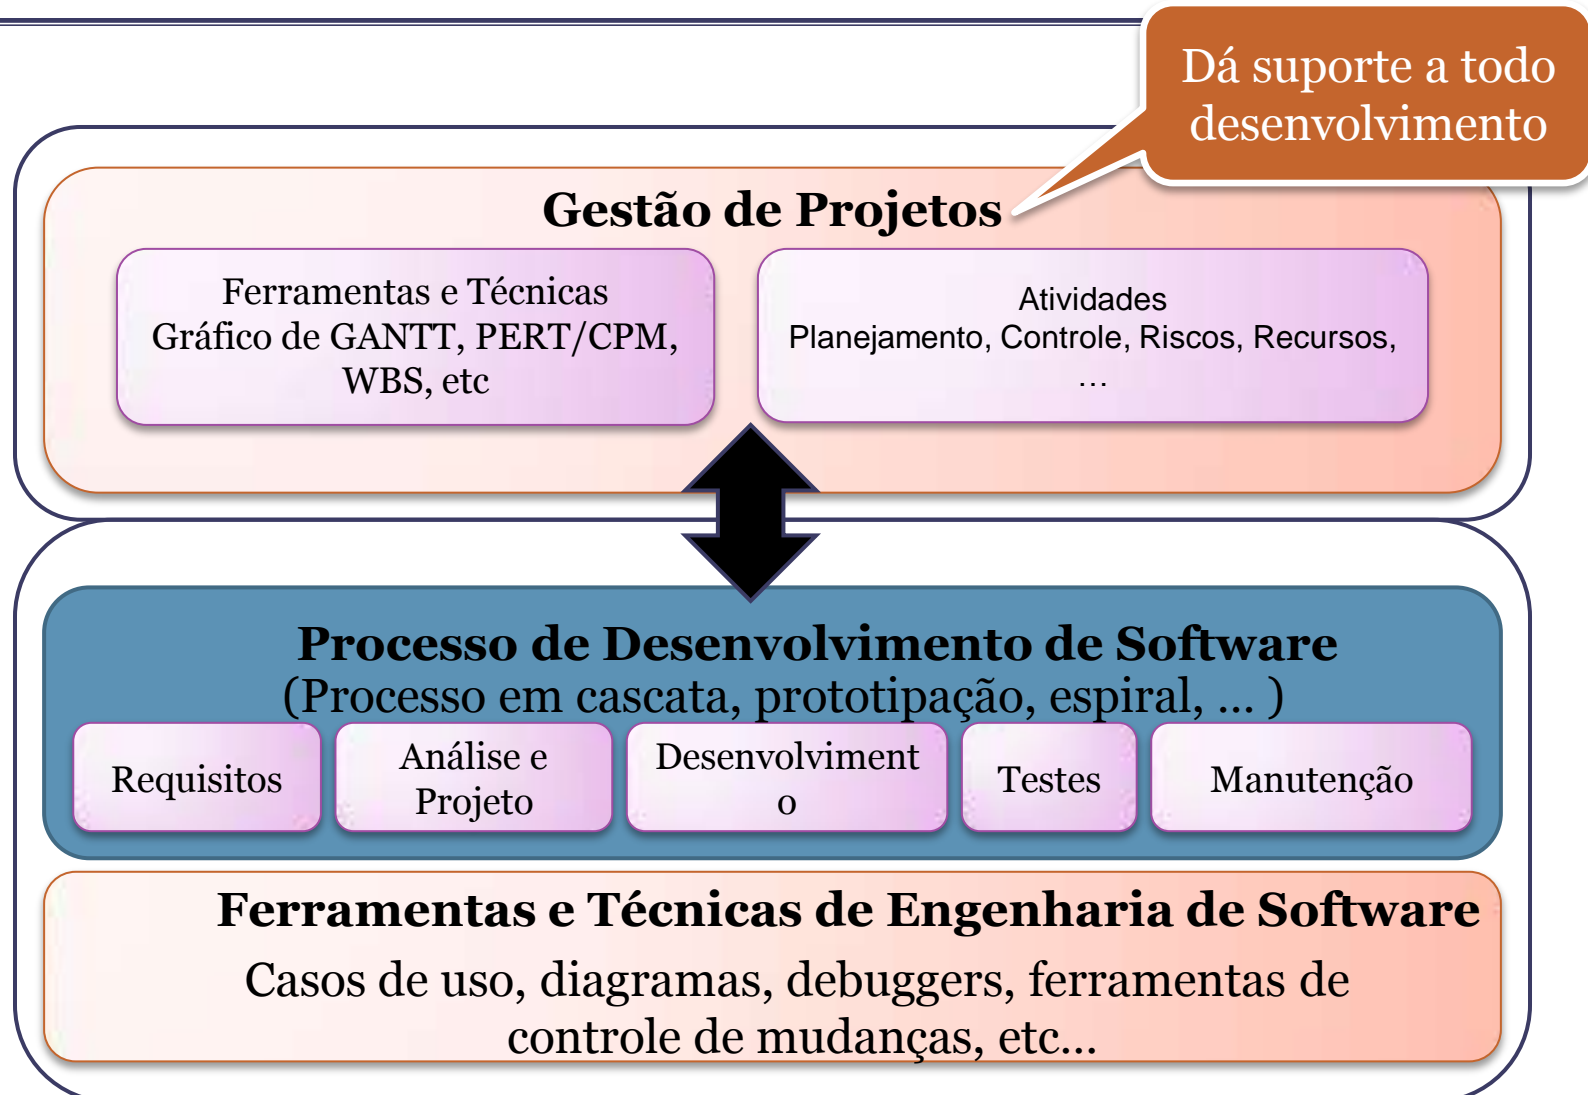 Dá suporte a todo
desenvolvimento
Gestão de Projetos
Ferramentas e Técnicas
Gráfico de GANTT, PERT/CPM,
WBS, etc
Atividades
Planejamento, Controle, Riscos, Recursos,
…
Processo de Desenvolvimento de Software
(Processo em cascata, prototipação, espiral, … )
Requisitos
Análise e
Projeto
Desenvolviment
o
Testes
Manutenção
Ferramentas e Técnicas de Engenharia de Software
Casos de uso, diagramas, debuggers, ferramentas de
controle de mudanças, etc…